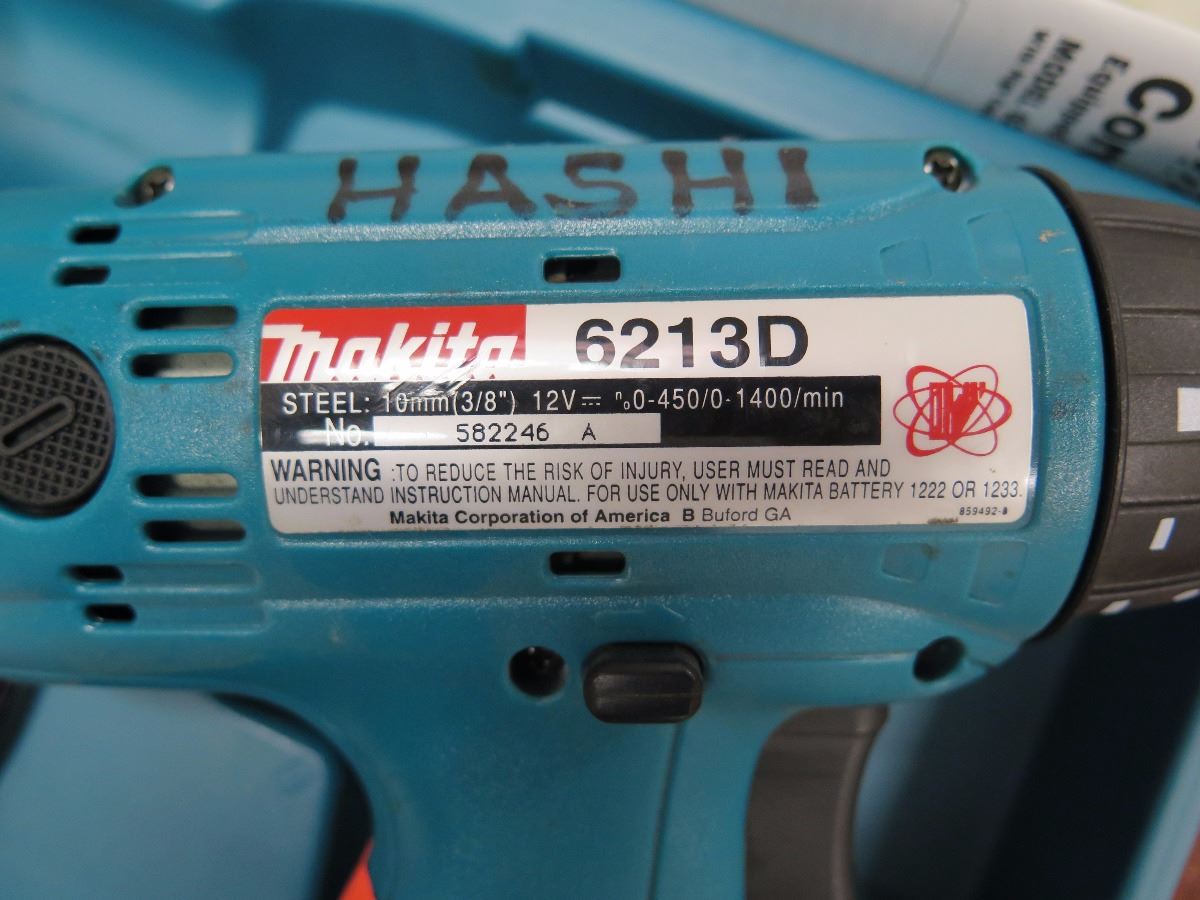 HASHI
makita 6213D
STEEL: 10mm(3/8") 12V⎓ n₀0-450/0-1400/min
No. 582246 A
WARNING :TO REDUCE THE RISK OF INJURY, USER MUST READ AND
UNDERSTAND INSTRUCTION MANUAL. FOR USE ONLY WITH MAKITA BATTERY 1222 OR 1233.
Makita Corporation of America B Buford GA
859492-8
MODEL